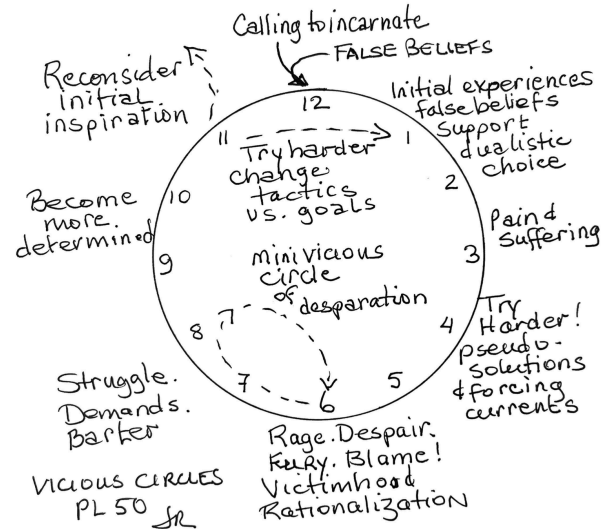 Calling to incarnate
FALSE BELIEFS
Reconsider
initial
inspiration
Initial experiences
false beliefs
support
dualistic
choice
12
11
1
Try harder
change
tactics
vs. goals
2
10
Become
more
determined
Pain &
Suffering
3
9
mini vicious
circle
of desparation
Try
Harder!
pseudo-
solutions
& forcing
currents
4
8
7
7
5
6
Struggle.
Demands.
Barter
Rage. Despair.
Fury. Blame!
Victimhood
Rationalization
VICIOUS CIRCLES
PL 50